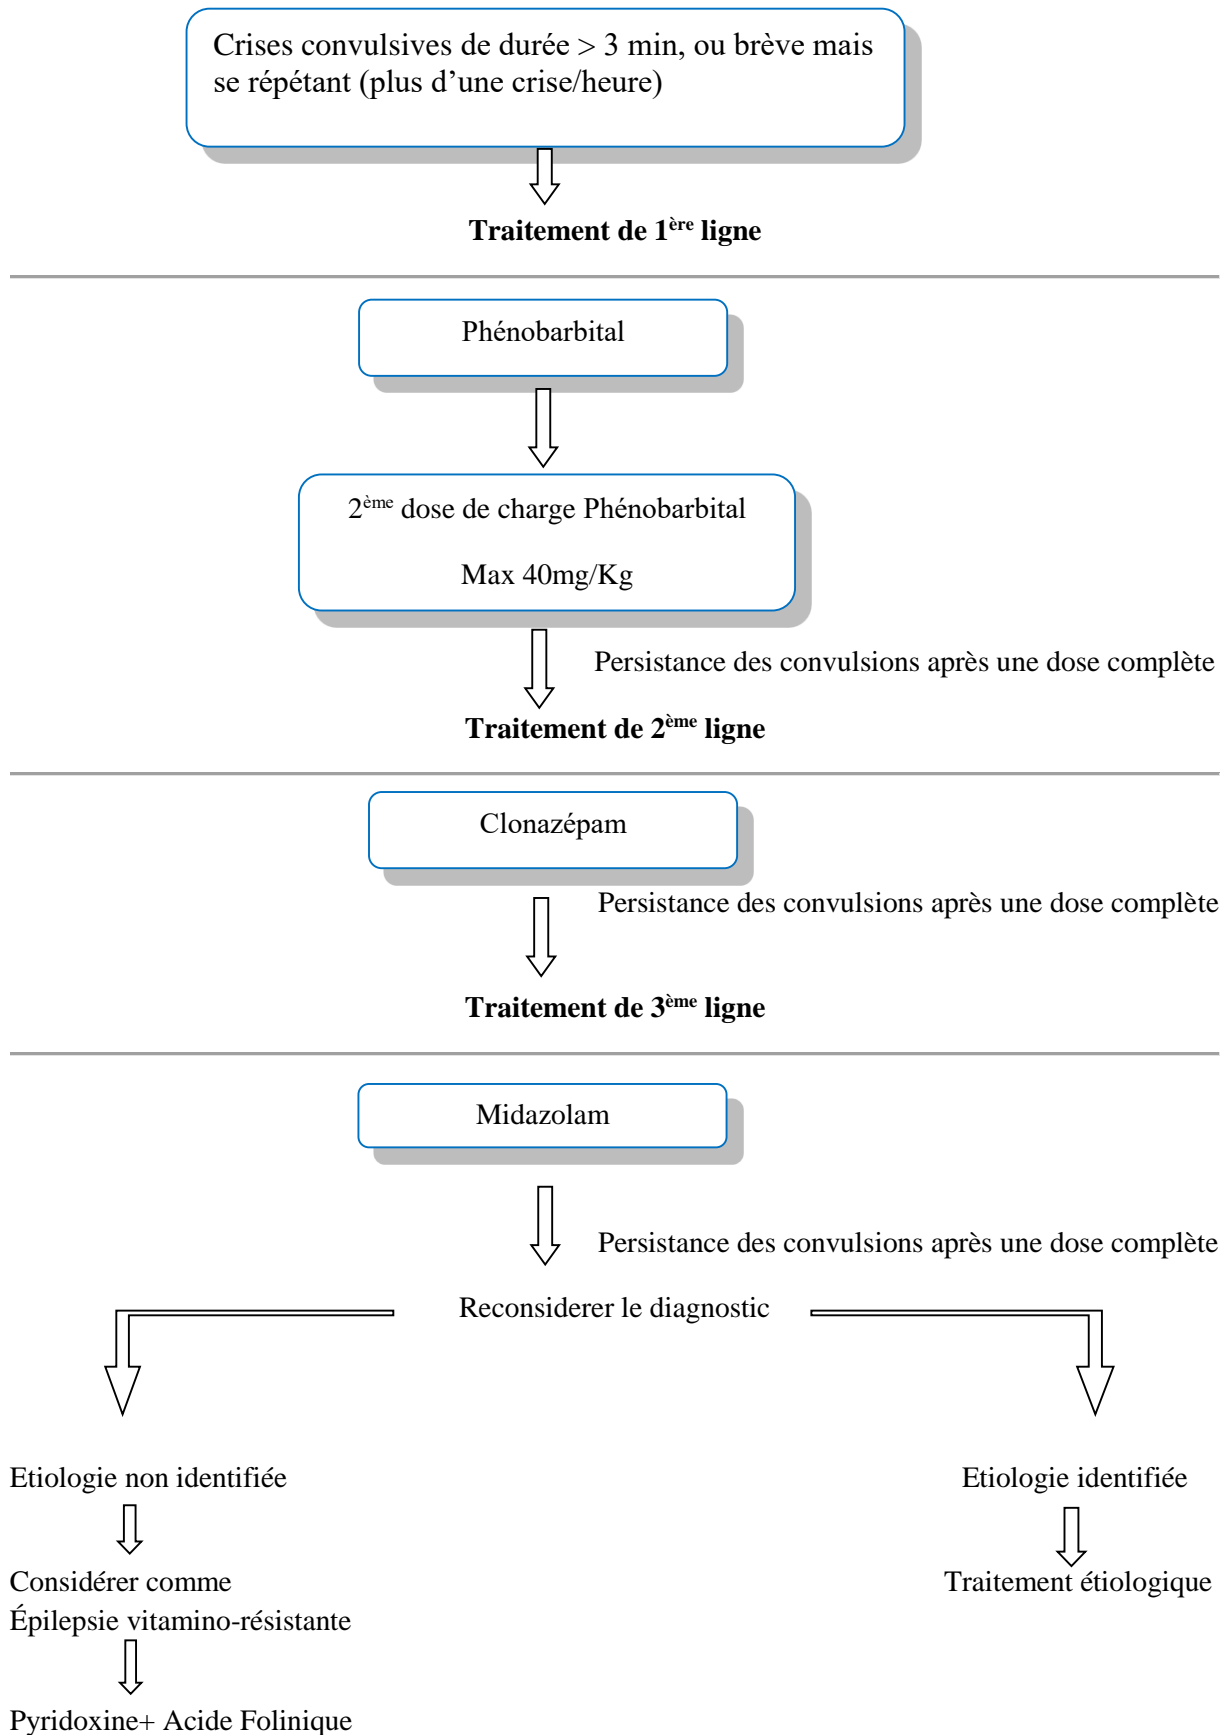 Crises convulsives de durée > 3 min, ou brève mais
se répétant (plus d’une crise/heure)
Traitement de 1ère ligne
Phénobarbital
2ème dose de charge Phénobarbital
Max 40mg/Kg
Persistance des convulsions après une dose complète
Traitement de 2ème ligne
Clonazépam
Persistance des convulsions après une dose complète
Traitement de 3ème ligne
Midazolam
Persistance des convulsions après une dose complète
Reconsiderer le diagnostic
Etiologie non identifiée
Etiologie identifiée
Considérer comme
Épilepsie vitamino-résistante
Traitement étiologique
Pyridoxine+ Acide Folinique